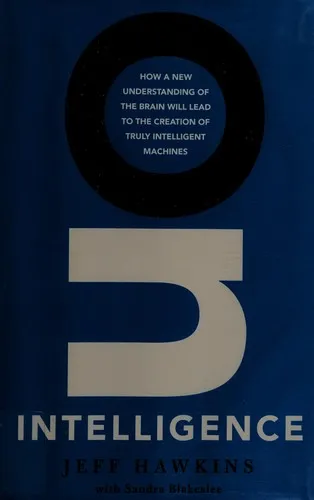 On
HOW A NEW
UNDERSTANDING OF
THE BRAIN WILL LEAD
TO THE CREATION OF
TRULY INTELLIGENT
MACHINES
INTELLIGENCE
JEFF HAWKINS
with Sandra Blakeslee